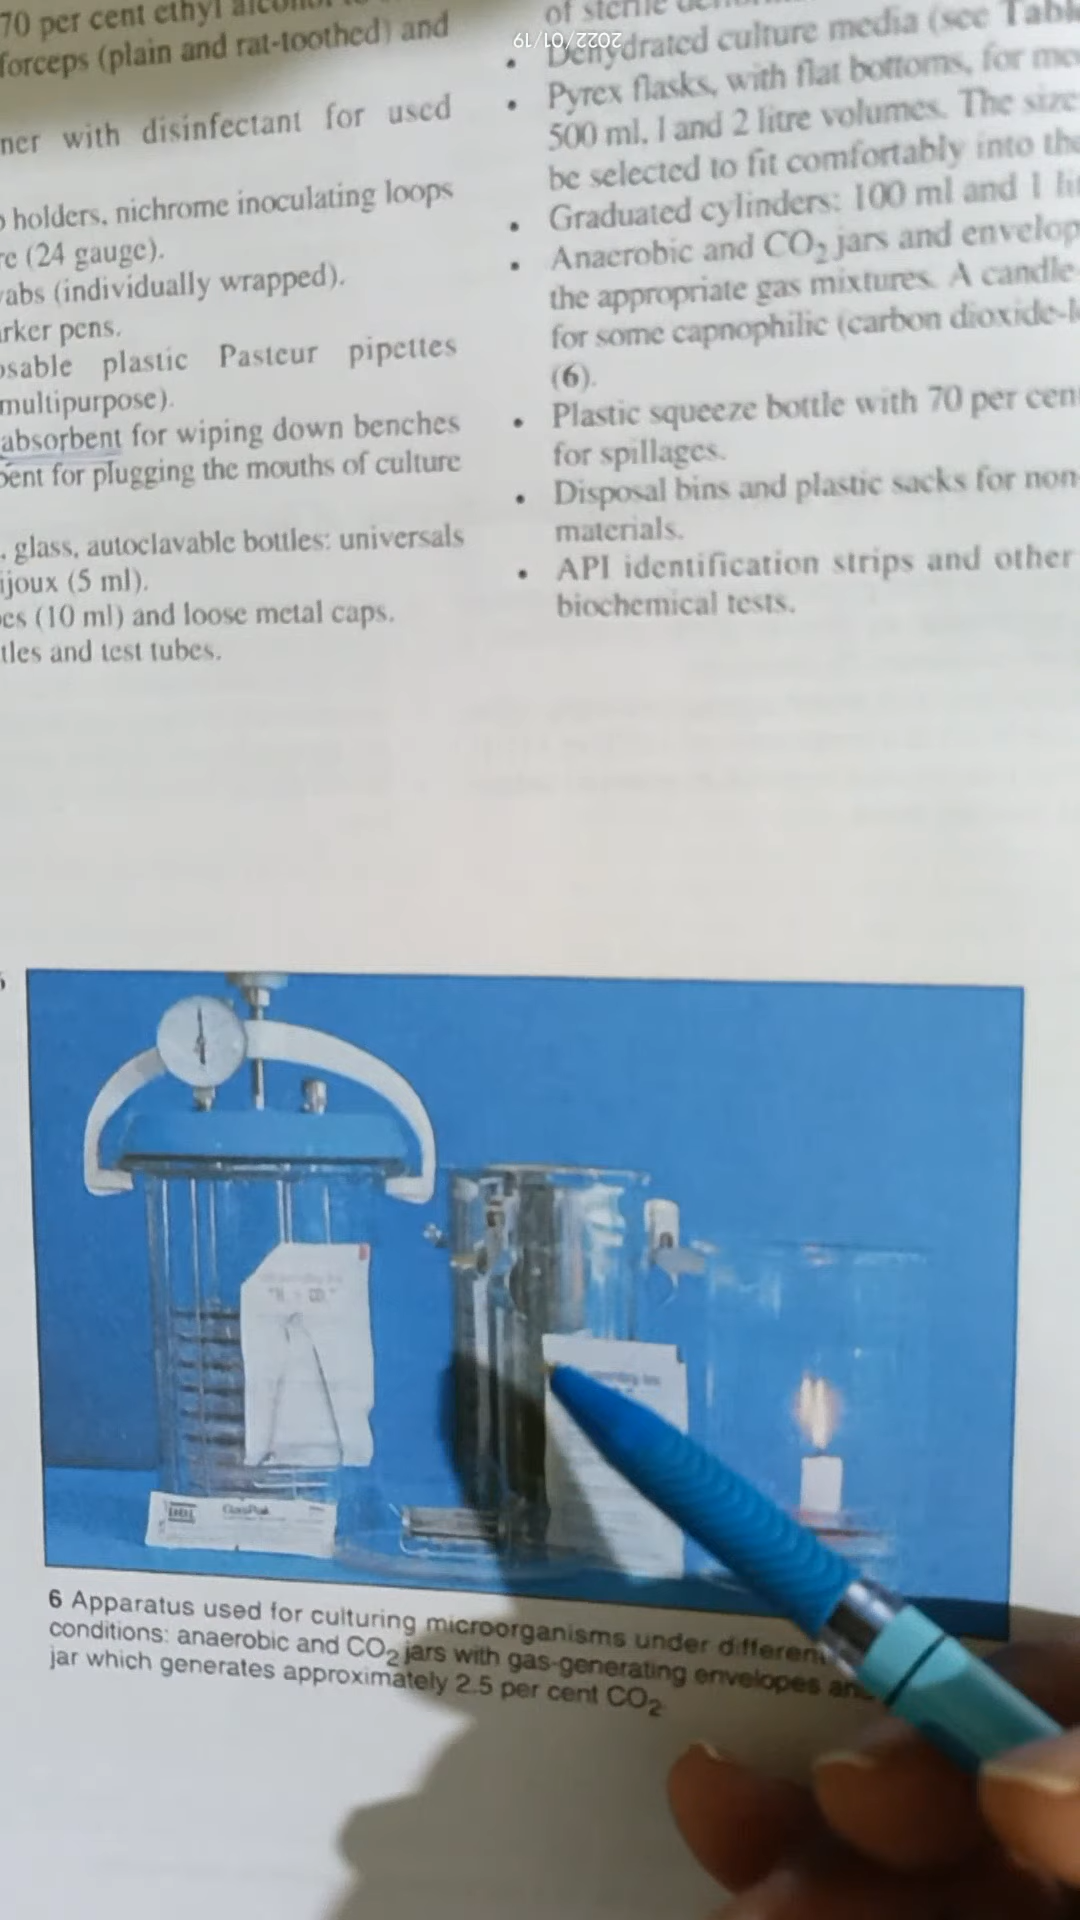 70 per cent ethyl alcohol
forceps (plain and rat-toothed) and
ner with disinfectant for used
holders, nichrome inoculating loops
re (24 gauge).
abs (individually wrapped).
arker pens.
osable plastic Pasteur pipettes
multipurpose).
absorbent for wiping down benches
bent for plugging the mouths of culture
, glass, autoclavable bottles: universals
ijoux (5 ml).
es (10 ml) and loose metal caps.
tles and test tubes.
of sterile
2022/01/19
• Dehydrated culture media (see Table
• Pyrex flasks, with flat bottoms, for me
500 ml, 1 and 2 litre volumes. The size
be selected to fit comfortably into the
• Graduated cylinders: 100 ml and 1 lit
• Anaerobic and CO₂ jars and envelop
the appropriate gas mixtures. A candle
for some capnophilic (carbon dioxide-l
(6).
• Plastic squeeze bottle with 70 per cen
for spillages.
• Disposal bins and plastic sacks for non-
materials.
• API identification strips and other
biochemical tests.
GasPak
6 Apparatus used for culturing microorganisms under differen
conditions: anaerobic and CO₂ jars with gas-generating envelopes an
jar which generates approximately 2.5 per cent CO₂